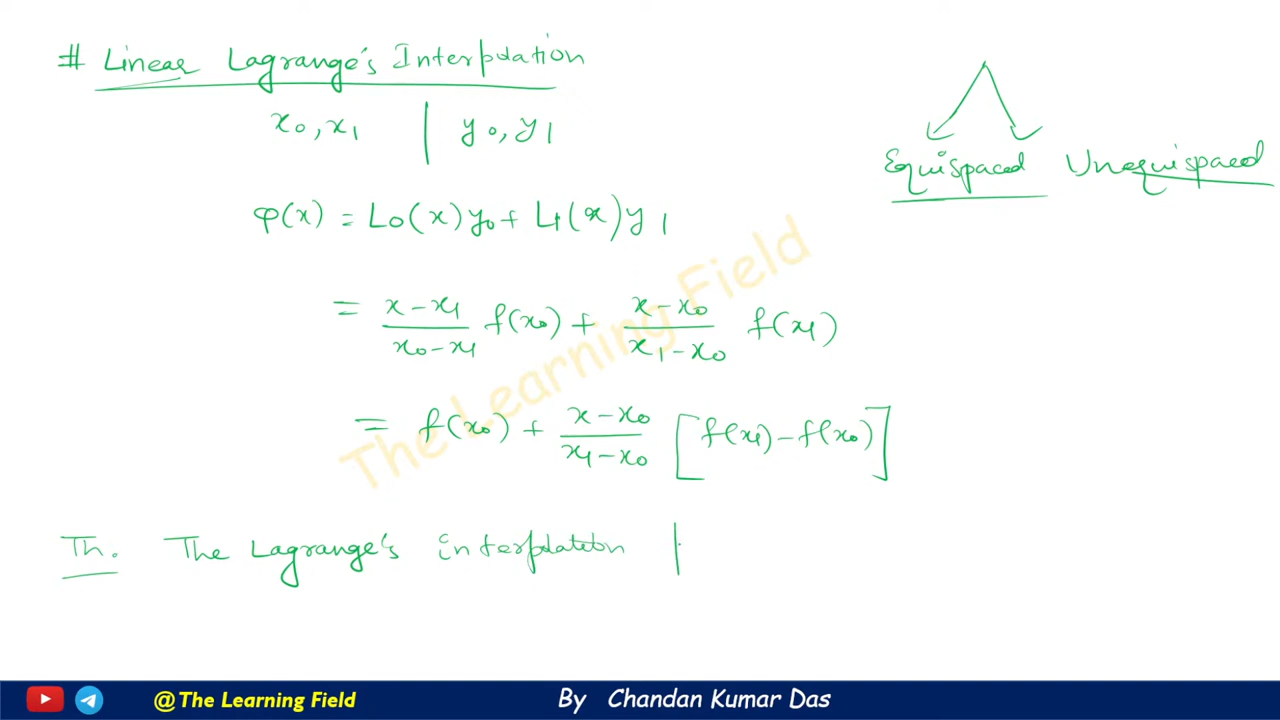 # Linear Lagrange's Interpolation
x₀, x₁ | y₀, y₁
Equispaced Unequispaced
φ(x) = L₀(x)y₀ + L₁(x)y₁
= x-x₁/x₀-x₁ f(x₀) + x-x₀/x₁-x₀ f(x₁)
= f(x₀) + x-x₀/x₁-x₀ [f(x₁)-f(x₀)]
The Learning Field
Th. The Lagrange's interpolation
@The Learning Field By Chandan Kumar Das